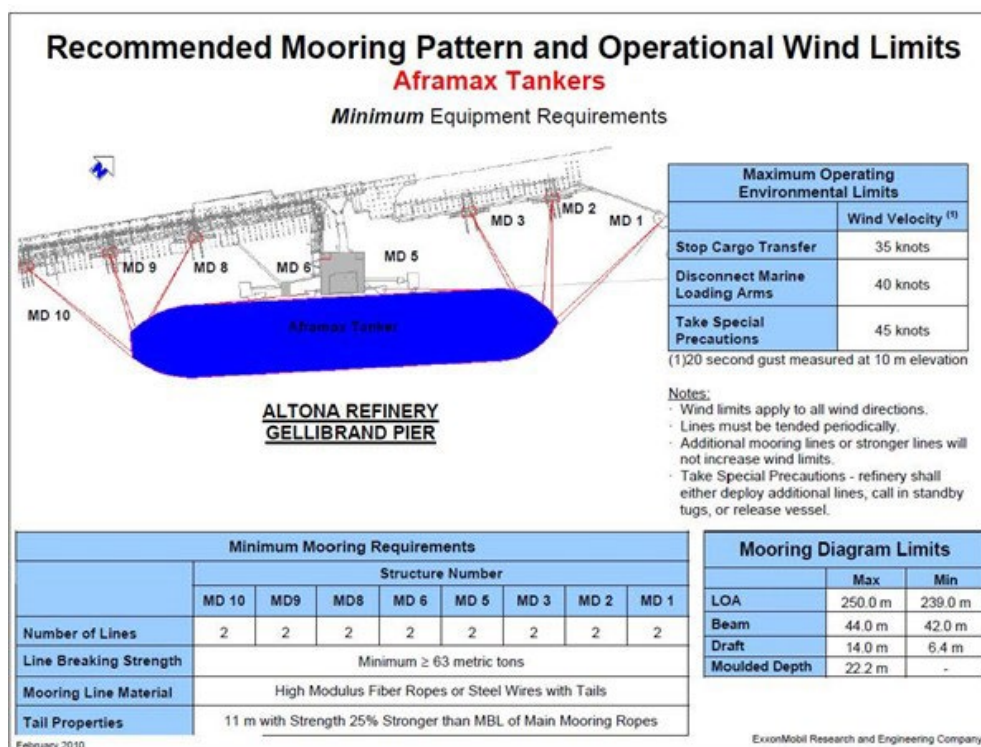 Recommended Mooring Pattern and Operational Wind Limits
Aframax Tankers
Minimum Equipment Requirements
N
MD 10
MD 9
MD 8
MD 6
MD 5
MD 3
MD 2
MD 1
Aframax Tanker
ALTONA REFINERY
GELLIBRAND PIER
Maximum Operating
Environmental Limits
Wind Velocity (1)
Stop Cargo Transfer 35 knots
Disconnect Marine
Loading Arms 40 knots
Take Special
Precautions 45 knots
(1)20 second gust measured at 10 m elevation
Notes:
· Wind limits apply to all wind directions.
· Lines must be tended periodically.
· Additional mooring lines or stronger lines will
not increase wind limits.
· Take Special Precautions - refinery shall
either deploy additional lines, call in standby
tugs, or release vessel.
Minimum Mooring Requirements
Structure Number
MD 10 MD9 MD8 MD 6 MD 5 MD 3 MD 2 MD 1
Number of Lines 2 2 2 2 2 2 2 2
Line Breaking Strength Minimum ≥ 63 metric tons
Mooring Line Material High Modulus Fiber Ropes or Steel Wires with Tails
Tail Properties 11 m with Strength 25% Stronger than MBL of Main Mooring Ropes
Mooring Diagram Limits
Max Min
LOA 250.0 m 239.0 m
Beam 44.0 m 42.0 m
Draft 14.0 m 6.4 m
Moulded Depth 22.2 m -
February 2010
ExxonMobil Research and Engineering Company